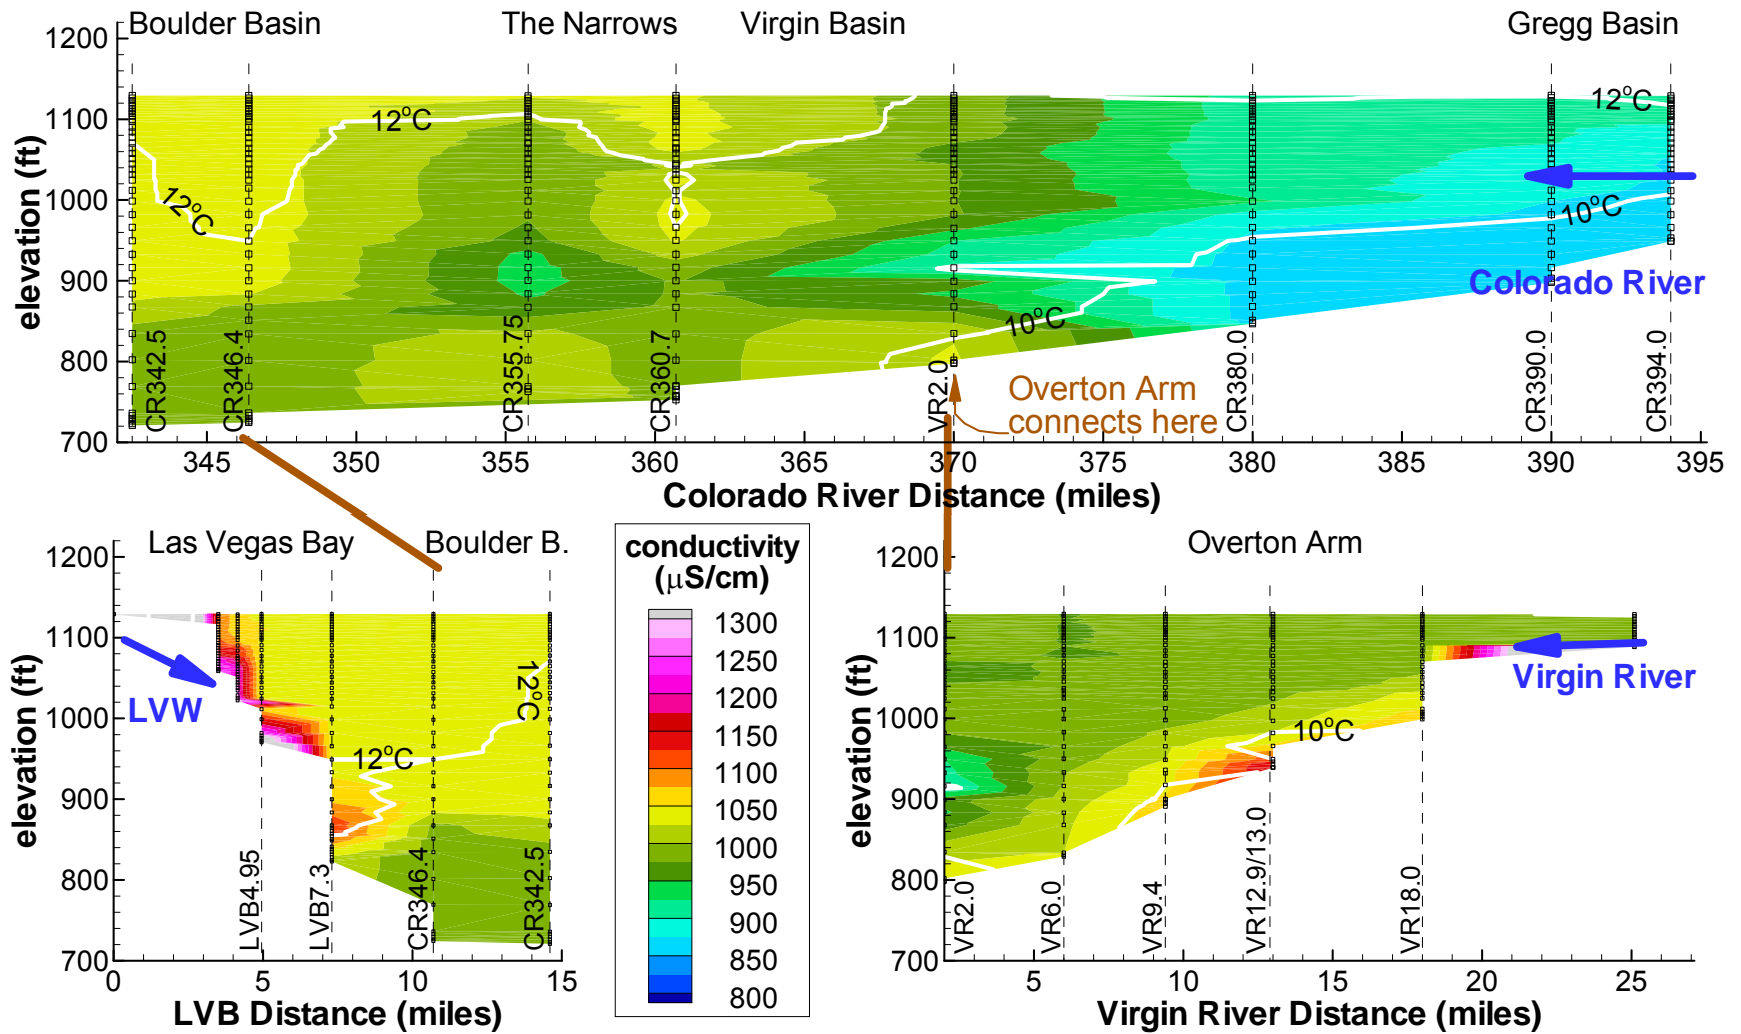 Boulder Basin The Narrows Virgin Basin Gregg Basin
1200
1100
1000
900
800
700
elevation (ft)
12°C
12°C
12°C
10°C
10°C
Colorado River
CR342.5
CR346.4
CR355.75
CR360.7
VR2.0
CR380.0
CR390.0
CR394.0
Overton Arm
connects here
345 350 355 360 365 370 375 380 385 390 395
Colorado River Distance (miles)
Las Vegas Bay Boulder B.
1200
1100
1000
900
800
700
elevation (ft)
LVW
12°C
12°C
LVB4.95
LVB7.3
CR346.4
CR342.5
0 5 10 15
LVB Distance (miles)
conductivity
(μS/cm)
1300
1250
1200
1150
1100
1050
1000
950
900
850
800
Overton Arm
1200
1100
1000
900
800
700
elevation (ft)
Virgin River
10°C
VR2.0
VR6.0
VR9.4
VR12.9/13.0
VR18.0
5 10 15 20 25
Virgin River Distance (miles)